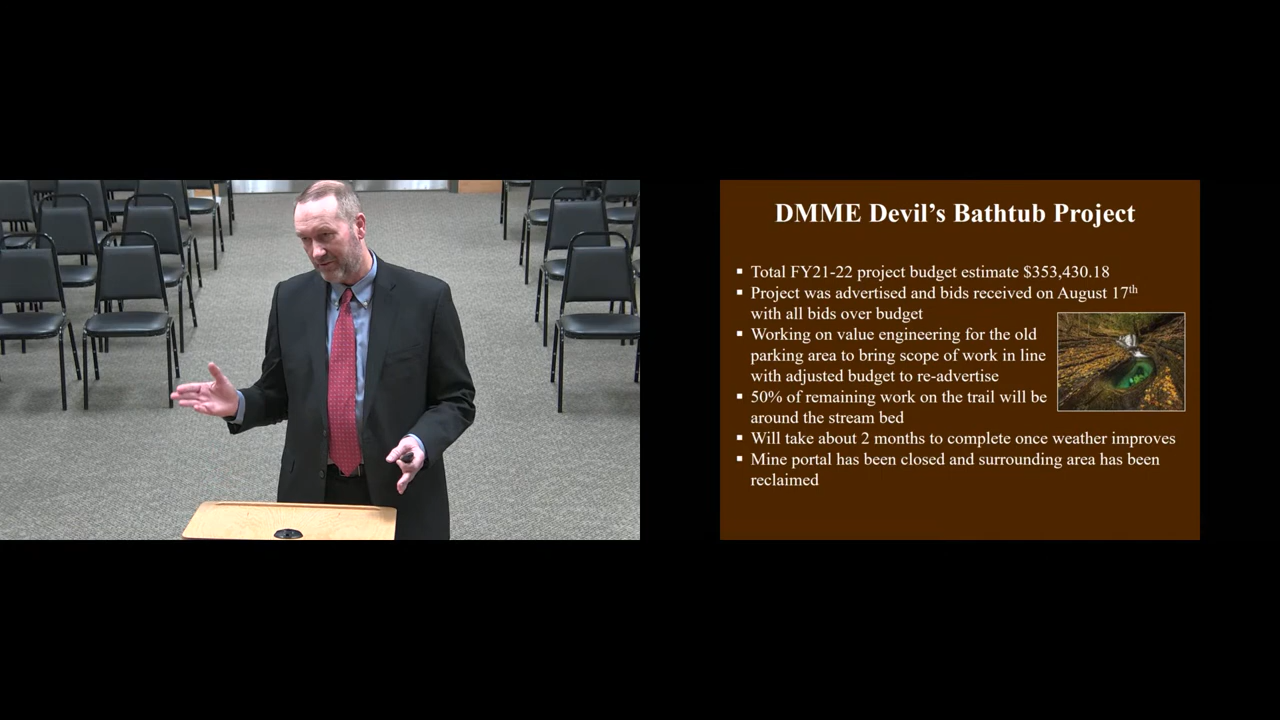 DMME Devil’s Bathtub Project
▪ Total FY21-22 project budget estimate $353,430.18
▪ Project was advertised and bids received on August 17th
with all bids over budget
▪ Working on value engineering for the old
parking area to bring scope of work in line
with adjusted budget to re-advertise
▪ 50% of remaining work on the trail will be
around the stream bed
▪ Will take about 2 months to complete once weather improves
▪ Mine portal has been closed and surrounding area has been
reclaimed